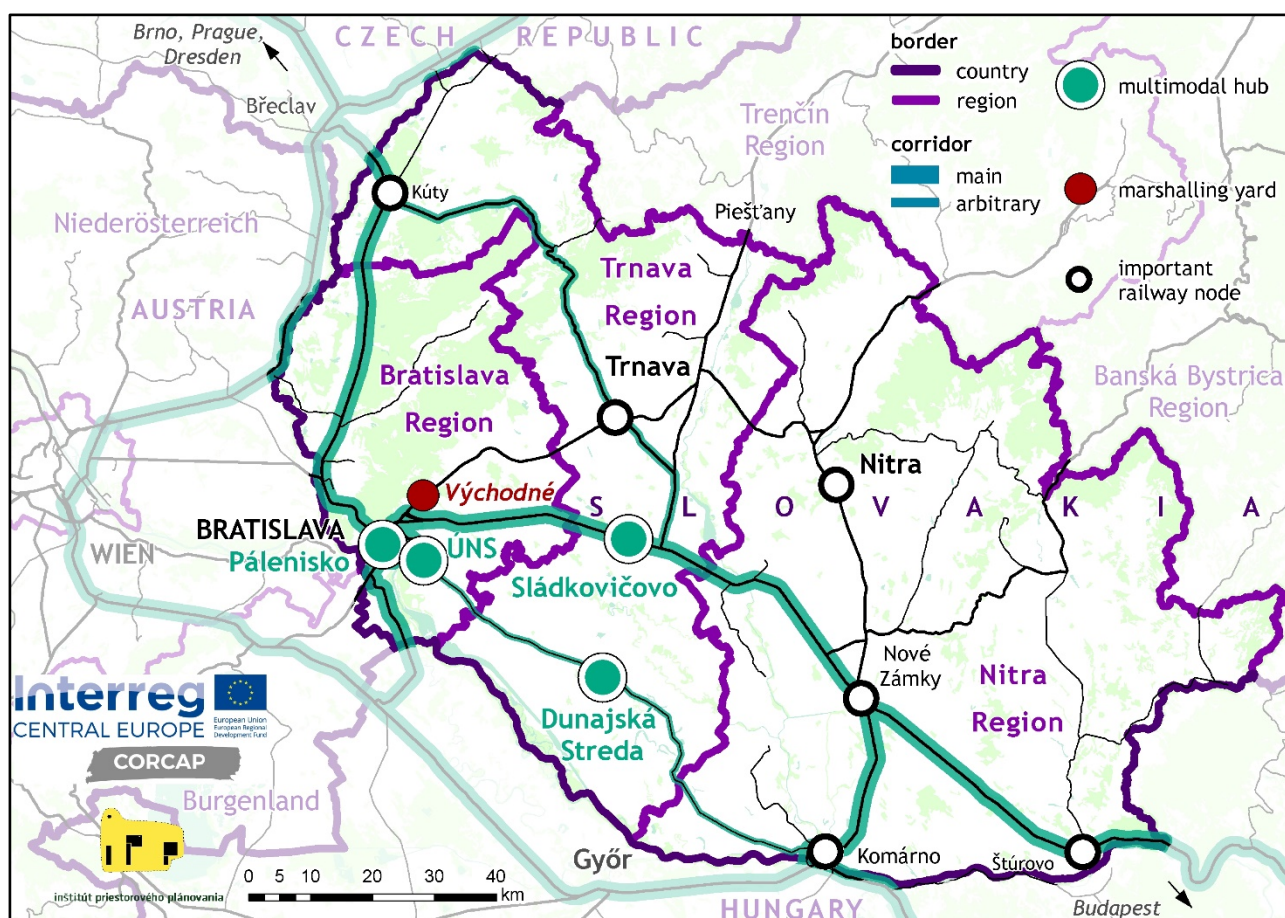 Brno, Prague,
Dresden
CZECH REPUBLIC
Břeclav
border
country
region
multimodal hub
corridor
main
arbitrary
marshalling yard
important
railway node
Trenčín
Region
Kúty
Piešťany
Niederösterreich
AUSTRIA
Trnava
Region
Trnava
Bratislava
Region
Banská Bystrica
Region
Nitra
Východné
SLOVAKIA
BRATISLAVA
Pálenisko
ÚNS
WIEN
Sládkovičovo
Nové
Zámky
Nitra
Region
Dunajská
Streda
Interreg
CENTRAL EUROPE
European Union
European Regional
Development Fund
CORCAP
Burgenland
inštitút priestorového plánovania
Győr
0 5 10 20 30 40
km
Komárno
Štúrovo
HUNGARY
Budapest